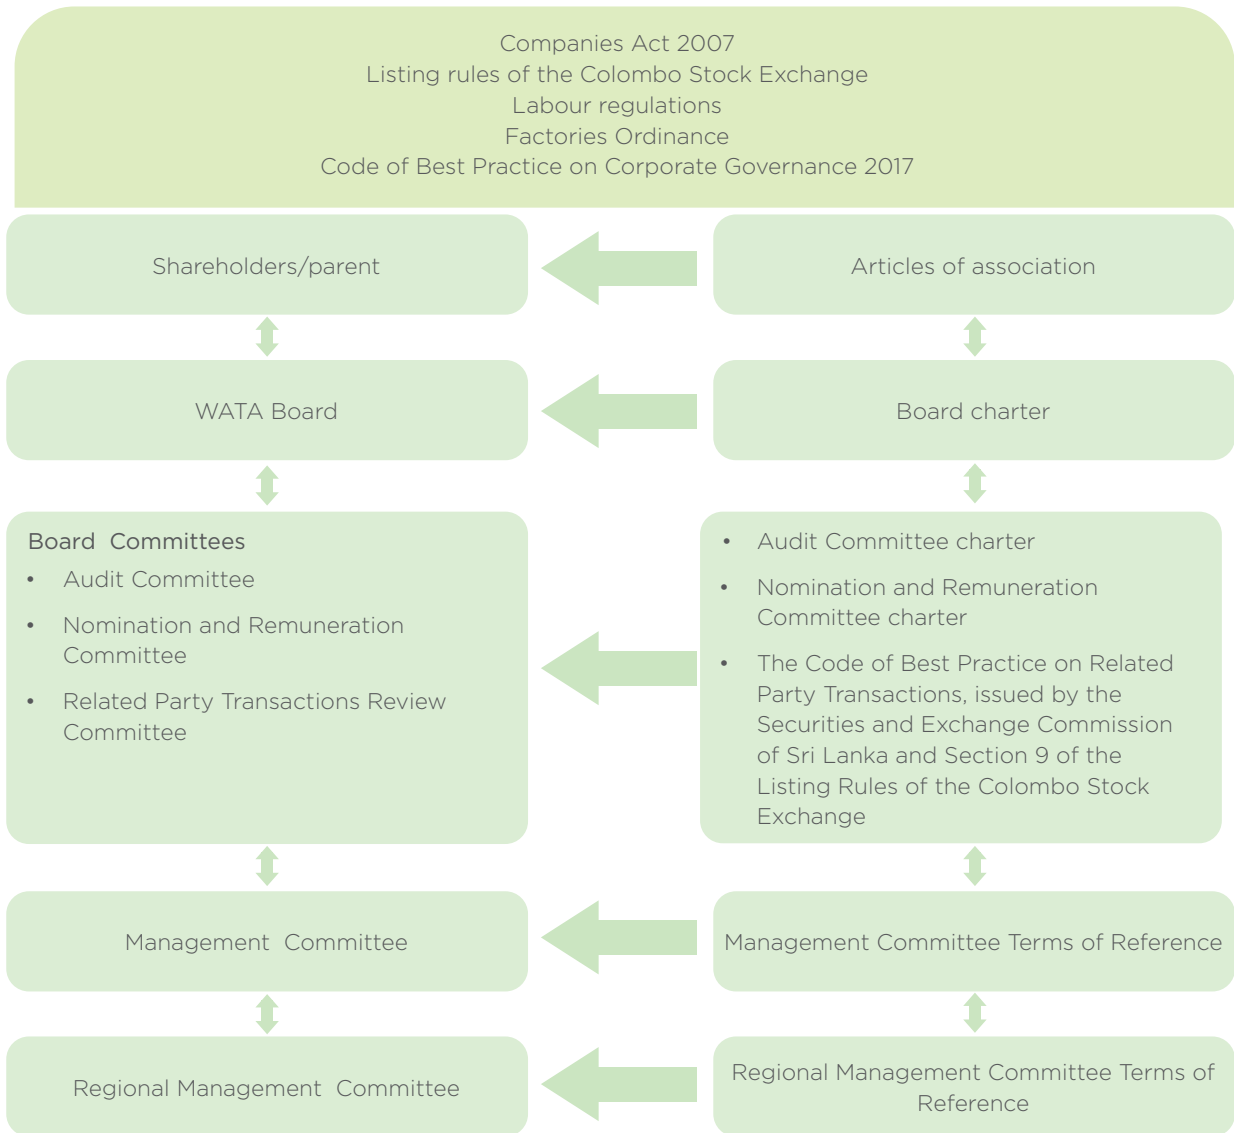 Companies Act 2007
Listing rules of the Colombo Stock Exchange
Labour regulations
Factories Ordinance
Code of Best Practice on Corporate Governance 2017
Shareholders/parent
Articles of association
WATA Board
Board charter
Board Committees
• Audit Committee
• Nomination and Remuneration
Committee
• Related Party Transactions Review
Committee
• Audit Committee charter
• Nomination and Remuneration
Committee charter
• The Code of Best Practice on Related
Party Transactions, issued by the
Securities and Exchange Commission
of Sri Lanka and Section 9 of the
Listing Rules of the Colombo Stock
Exchange
Management Committee
Management Committee Terms of Reference
Regional Management Committee
Regional Management Committee Terms of
Reference